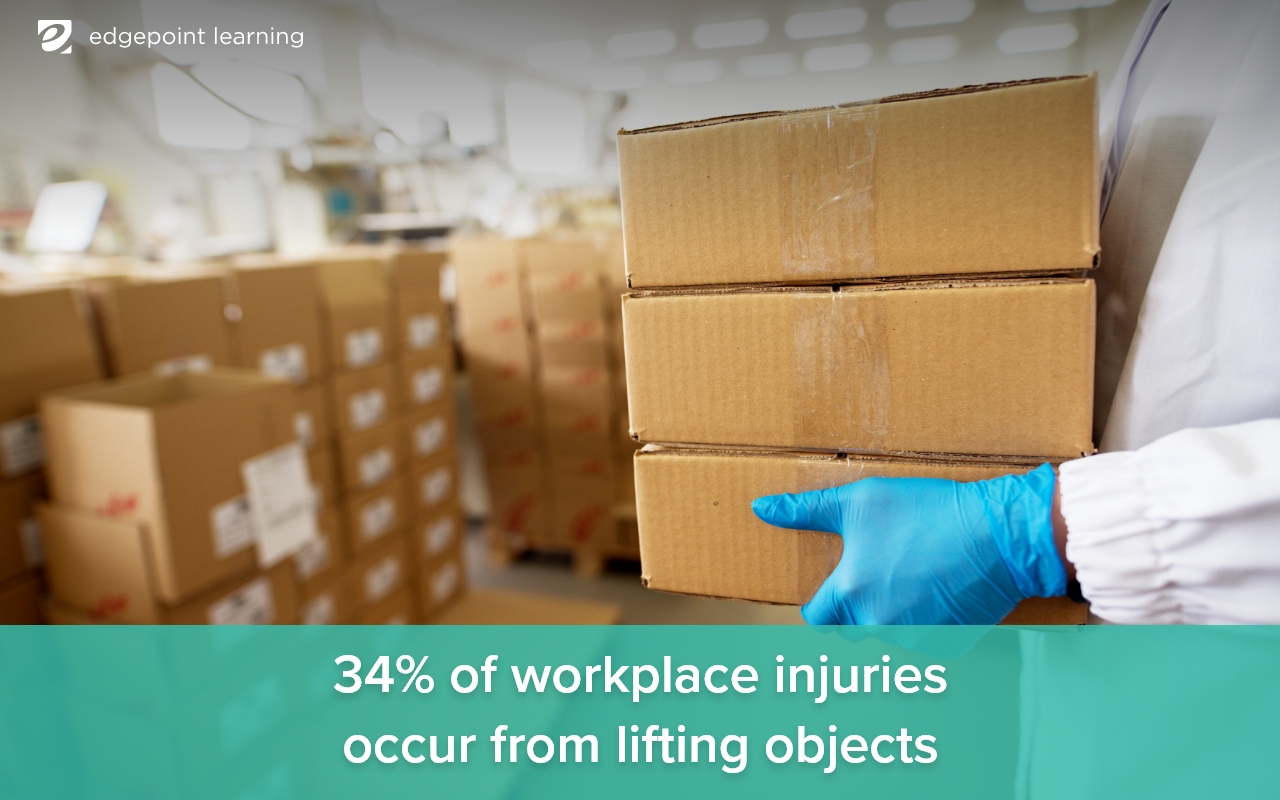 edgepoint learning
34% of workplace injuries
occur from lifting objects